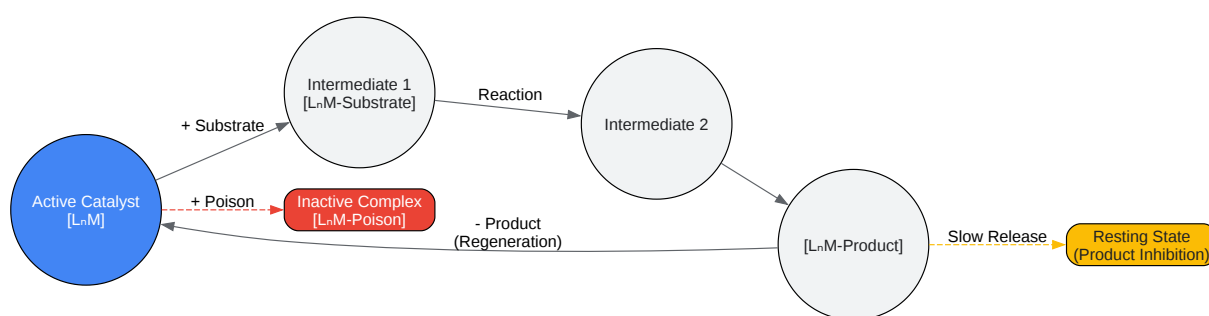 Intermediate 1
[LₙM-Substrate]
Reaction
Intermediate 2
+ Substrate
Active Catalyst
[LₙM]
+ Poison
Inactive Complex
[LₙM-Poison]
- Product
(Regeneration)
[LₙM-Product]
Slow Release
Resting State
(Product Inhibition)